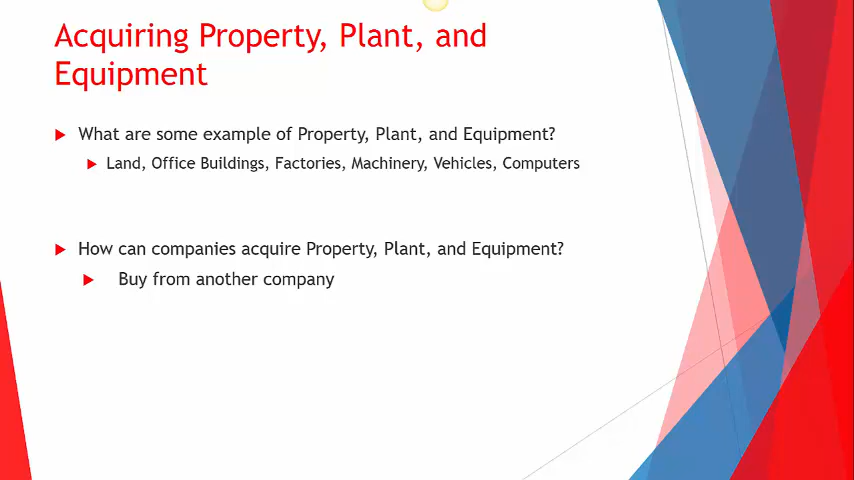 Acquiring Property, Plant, and
Equipment
What are some example of Property, Plant, and Equipment?
Land, Office Buildings, Factories, Machinery, Vehicles, Computers
How can companies acquire Property, Plant, and Equipment?
Buy from another company